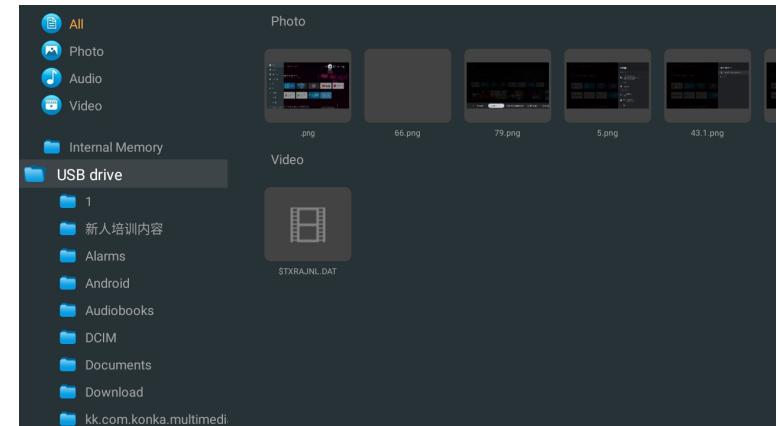 All
Photo
Audio
Video
Internal Memory
USB drive
1
新人培训内容
Alarms
Android
Audiobooks
DCIM
Documents
Download
kk.com.konka.multimedi
Photo
.png
66.png
79.png
5.png
43.1.png
Video
$TXRAJNL.DAT